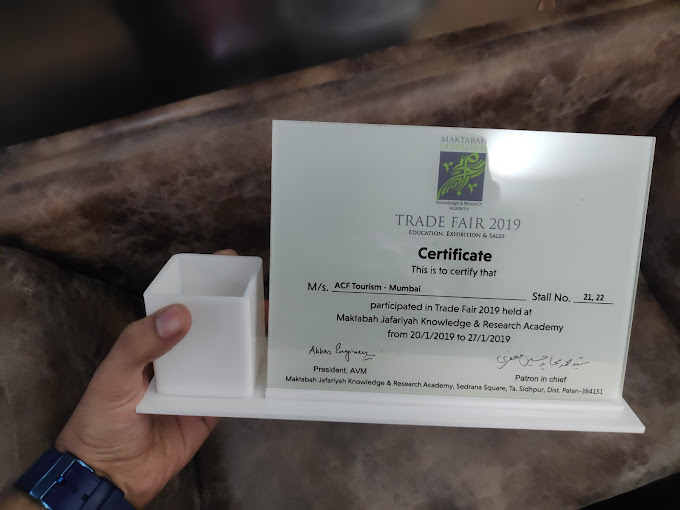 MAKTABAH
JAFARIYAH
Knowledge & Research
Academy
TRADE FAIR 2019
EDUCATION, EXHIBITION & SALES
Certificate
This is to certify that
M/s. ACF Tourism - Mumbai Stall No. 21, 22
participated in Trade Fair 2019 held at
Maktabah Jafariyah Knowledge & Research Academy
from 20/1/2019 to 27/1/2019
Abbas Engineer
President, AVM Patron in chief
Maktabah Jafariyah Knowledge & Research Academy, Sedrana Square, Ta. Sidhpur, Dist. Patan-384151